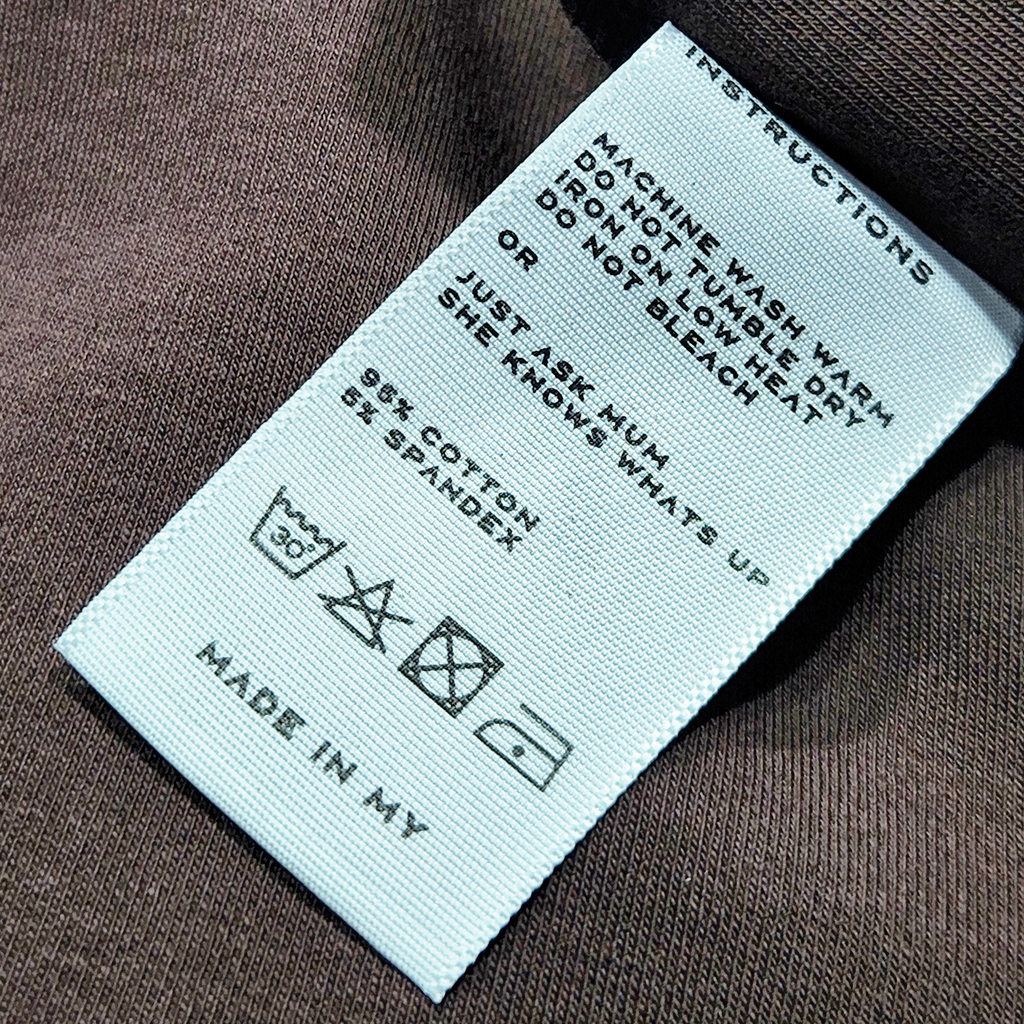 INSTRUCTIONS
MACHINE WASH WARM
DO NOT TUMBLE DRY
IRON ON LOW HEAT
DO NOT BLEACH
OR
JUST ASK MUM
SHE KNOWS WHATS UP
95% COTTON
5% SPANDEX
30°
MADE IN MY